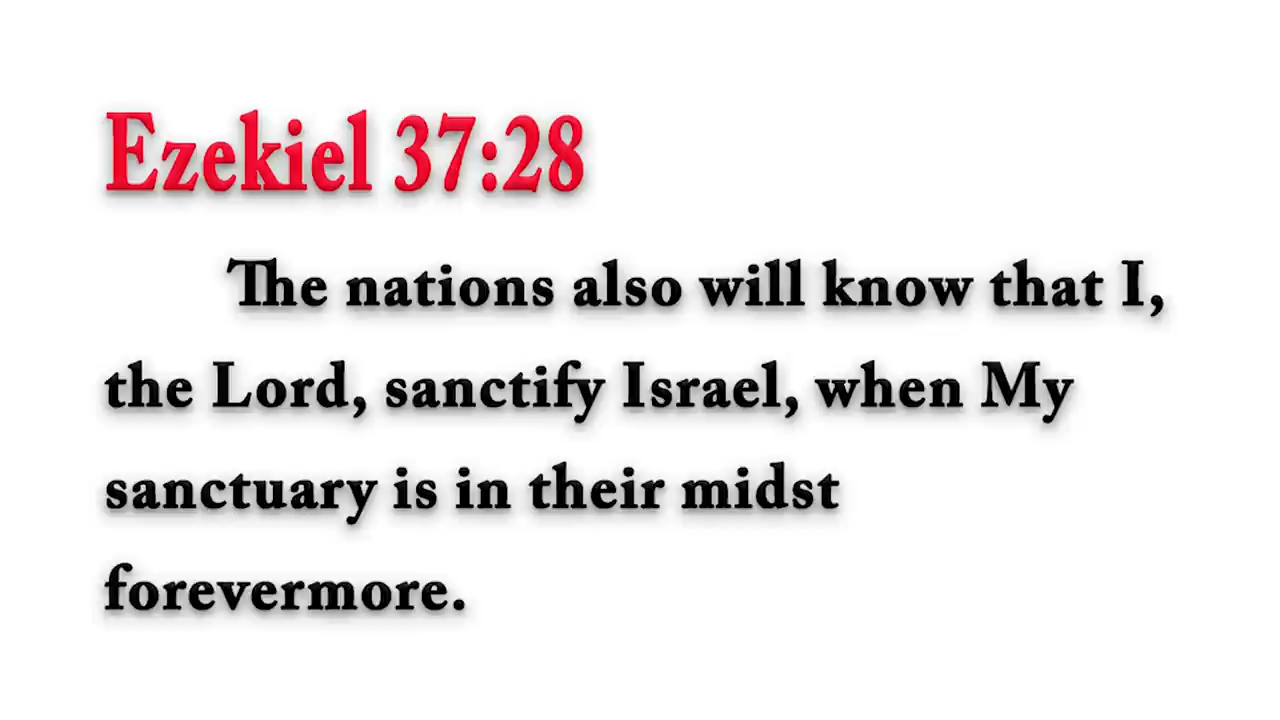 Ezekiel 37:28
The nations also will know that I,
the Lord, sanctify Israel, when My
sanctuary is in their midst
forevermore.